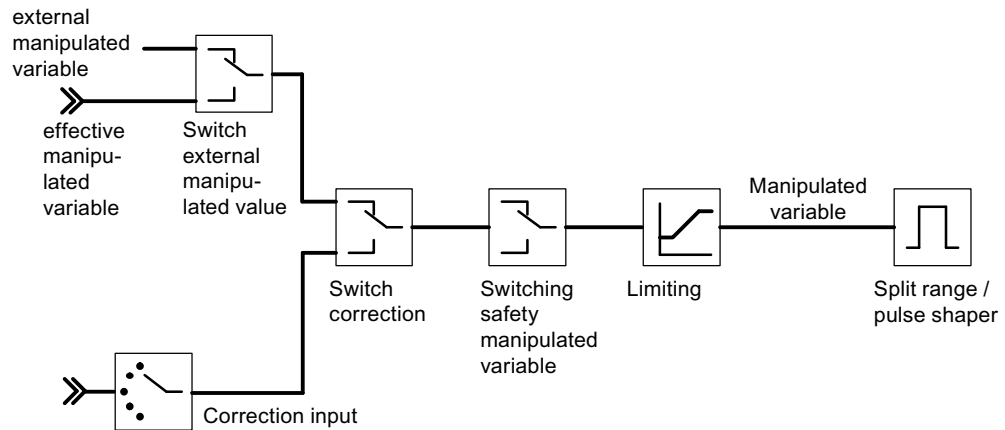 external
manipulated
variable
effective
manipu-
lated
variable
Switch
external
manipu-
lated value
Switch
correction
Switching
safety
manipulated
variable
Limiting
Manipulated
variable
Split range /
pulse shaper
Correction input